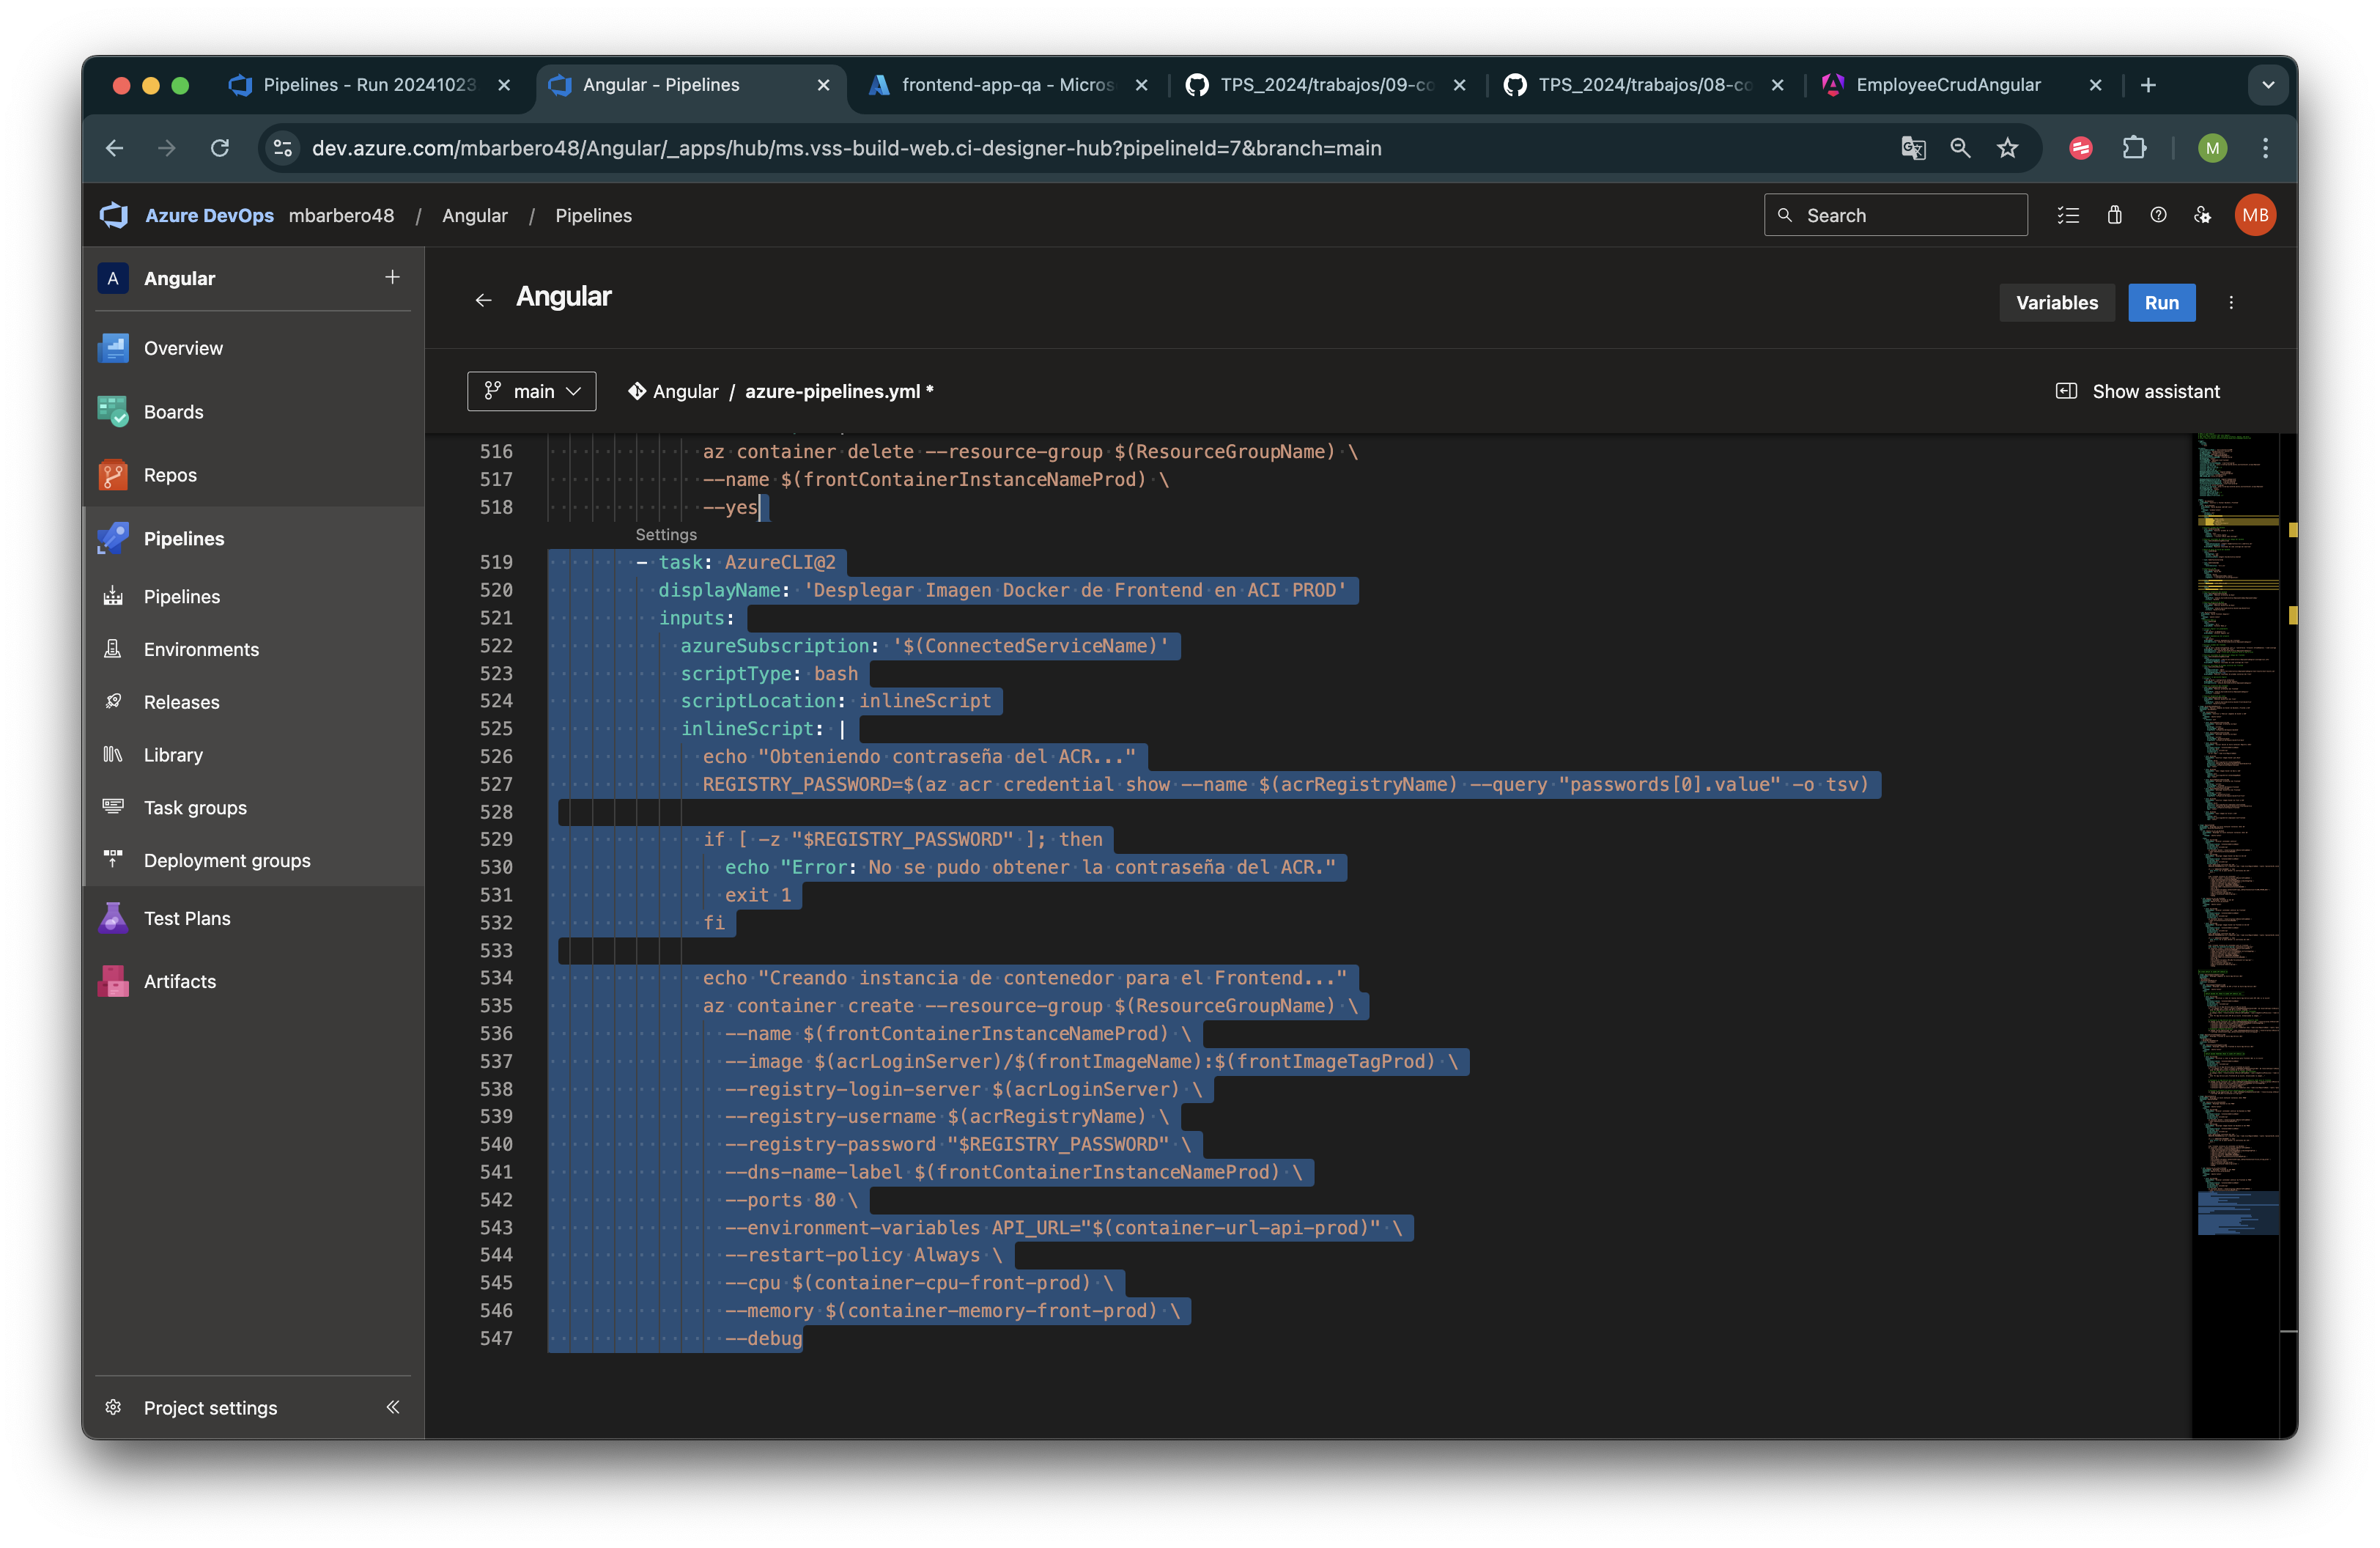 Pipelines - Run 20241023
Angular - Pipelines
frontend-app-qa - Micros
TPS_2024/trabajos/09-co
TPS_2024/trabajos/08-co
EmployeeCrudAngular
dev.azure.com/mbarbero48/Angular/_apps/hub/ms.vss-build-web.ci-designer-hub?pipelineId=7&branch=main
M
Azure DevOps mbarbero48 / Angular / Pipelines
Search
MB
A Angular
Overview
Boards
Repos
Pipelines
Pipelines
Environments
Releases
Library
Task groups
Deployment groups
Test Plans
Artifacts
Project settings
Angular
Variables
Run
main
Angular / azure-pipelines.yml *
Show assistant
516 az container delete --resource-group $(ResourceGroupName) \
517 --name $(frontContainerInstanceNameProd) \
518 --yes
Settings
519 - task: AzureCLI@2
520 displayName: 'Desplegar Imagen Docker de Frontend en ACI PROD'
521 inputs:
522 azureSubscription: '$(ConnectedServiceName)'
523 scriptType: bash
524 scriptLocation: inlineScript
525 inlineScript: |
526 echo "Obteniendo contraseña del ACR..."
527 REGISTRY_PASSWORD=$(az acr credential show --name $(acrRegistryName) --query "passwords[0].value" -o tsv)
528
529 if [ -z "$REGISTRY_PASSWORD" ]; then
530 echo "Error: No se pudo obtener la contraseña del ACR."
531 exit 1
532 fi
533
534 echo "Creando instancia de contenedor para el Frontend..."
535 az container create --resource-group $(ResourceGroupName) \
536 --name $(frontContainerInstanceNameProd) \
537 --image $(acrLoginServer)/$(frontImageName):$(frontImageTagProd) \
538 --registry-login-server $(acrLoginServer) \
539 --registry-username $(acrRegistryName) \
540 --registry-password "$REGISTRY_PASSWORD" \
541 --dns-name-label $(frontContainerInstanceNameProd) \
542 --ports 80 \
543 --environment-variables API_URL="$(container-url-api-prod)" \
544 --restart-policy Always \
545 --cpu $(container-cpu-front-prod) \
546 --memory $(container-memory-front-prod) \
547 --debug